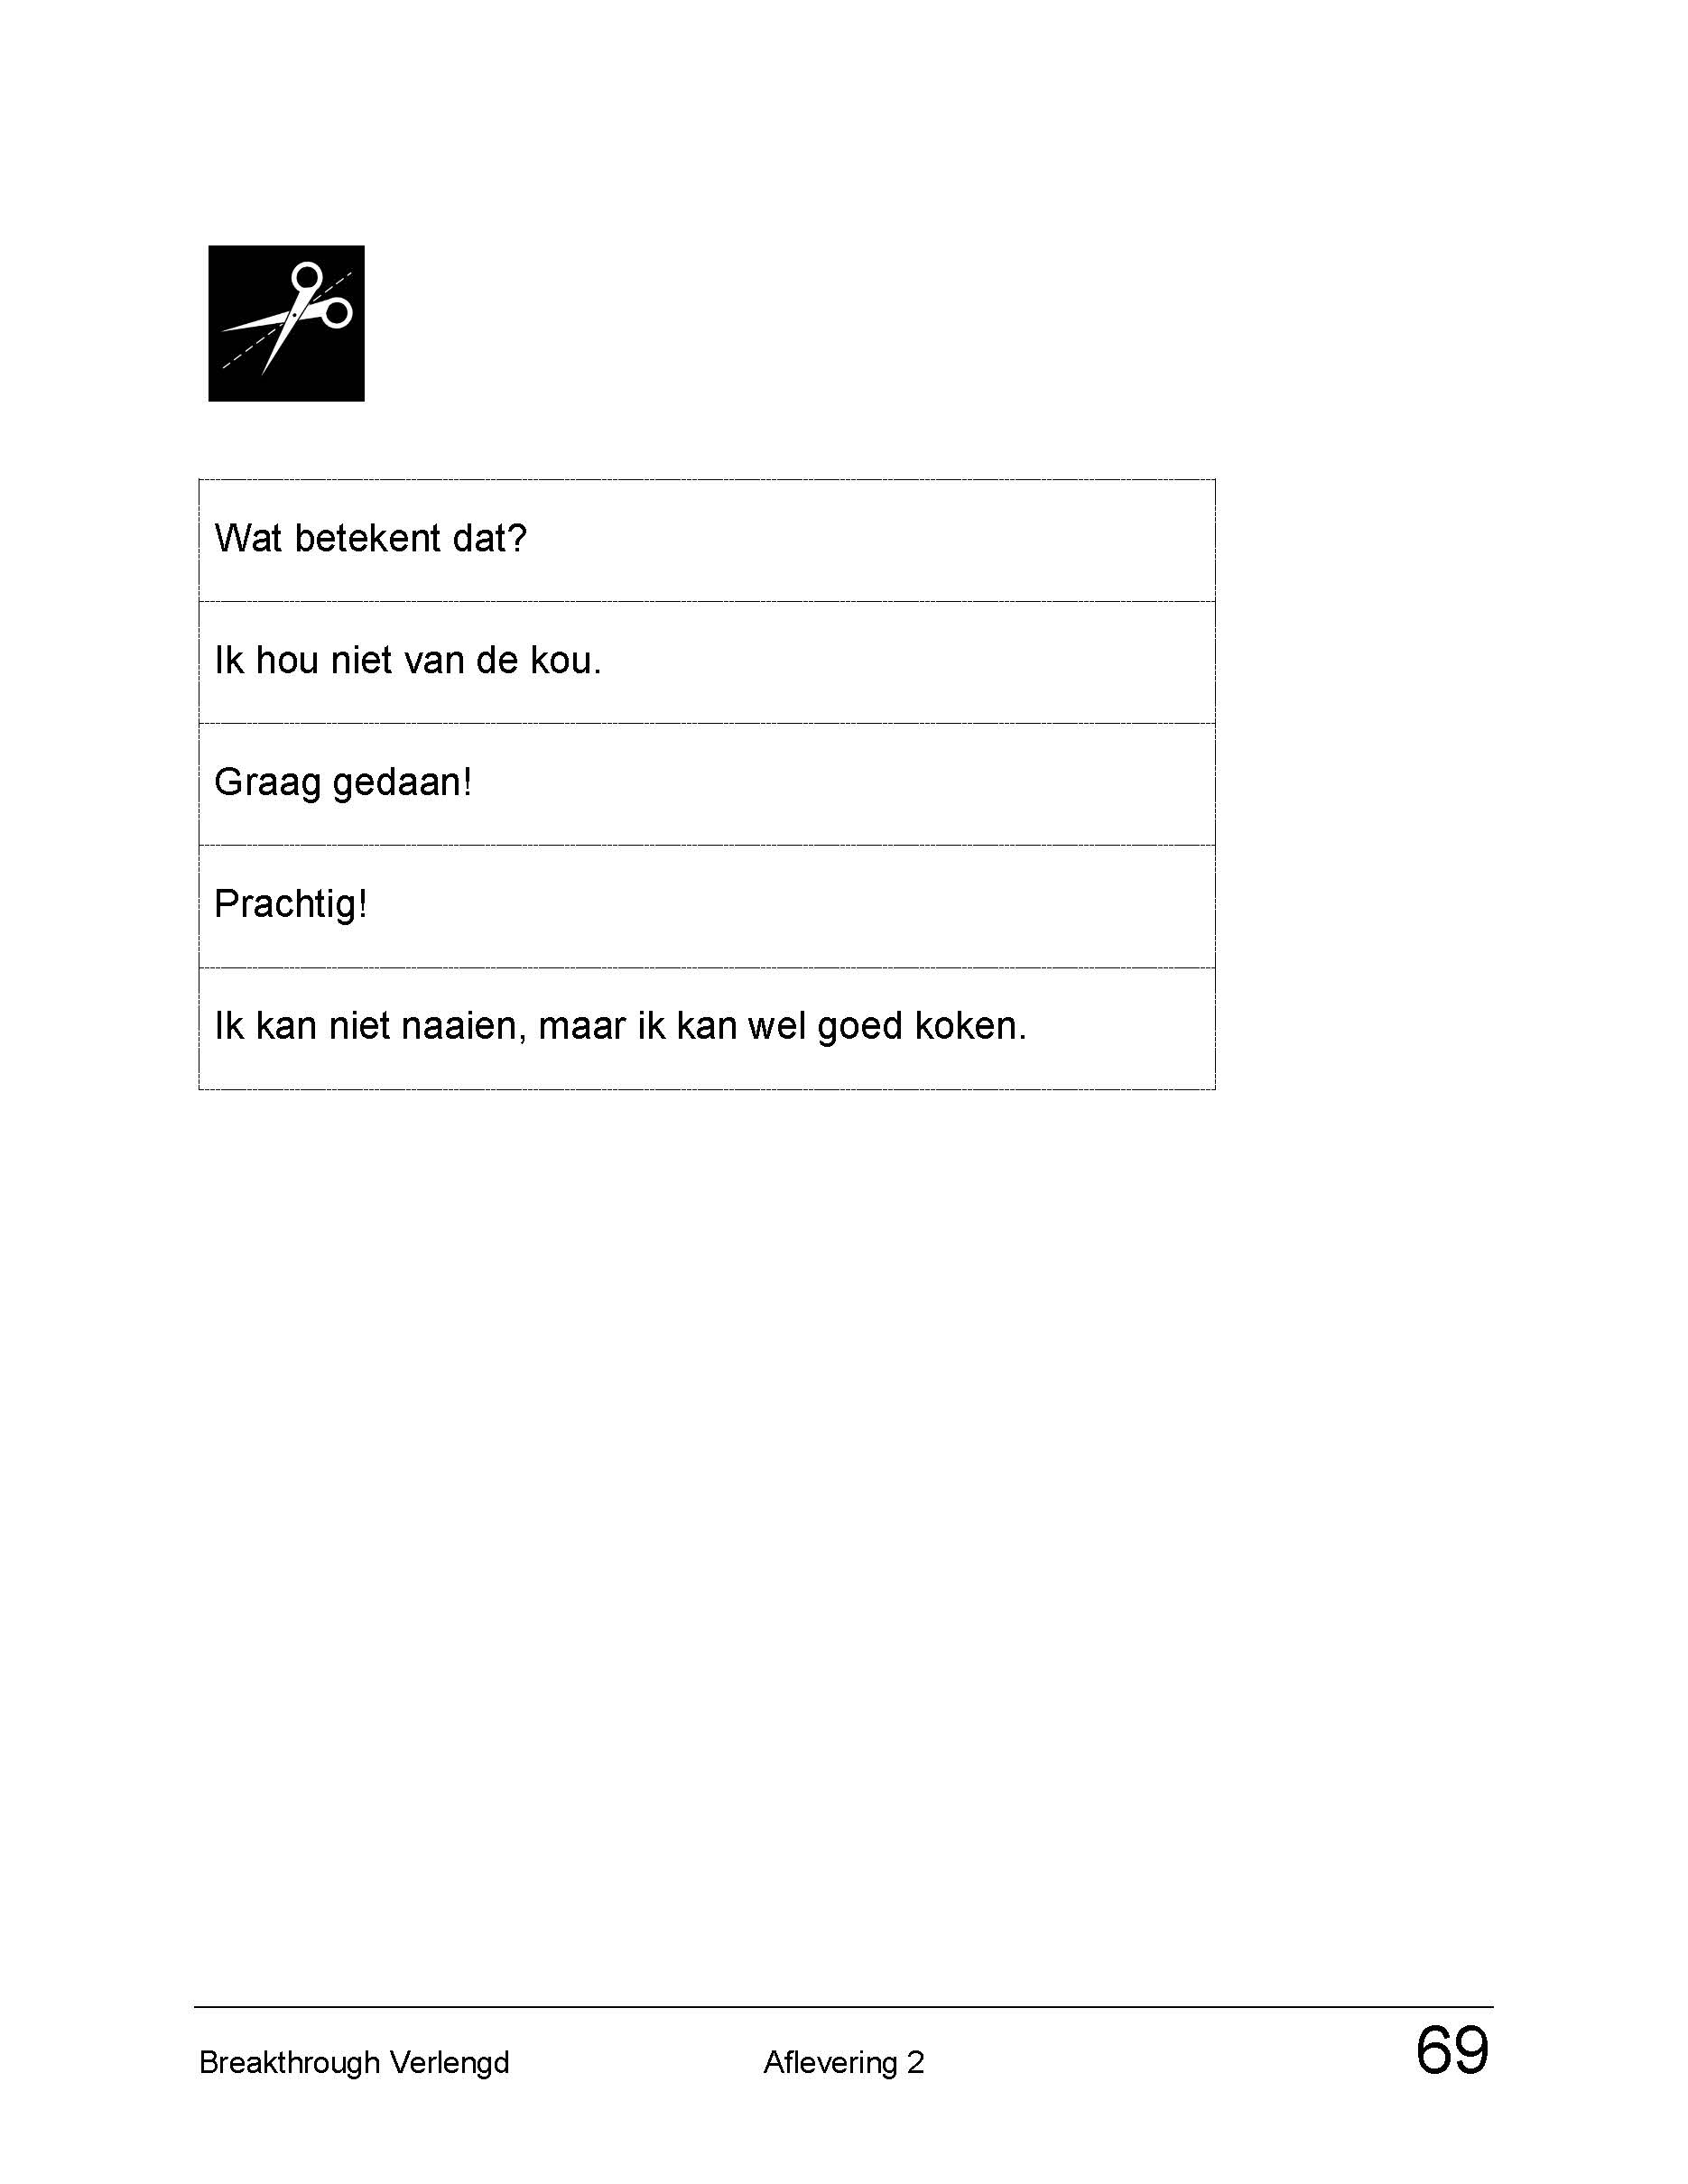 Wat betekent dat?
Ik hou niet van de kou.
Graag gedaan!
Prachtig!
Ik kan niet naaien, maar ik kan wel goed koken.
Breakthrough Verlengd Aflevering 2 69